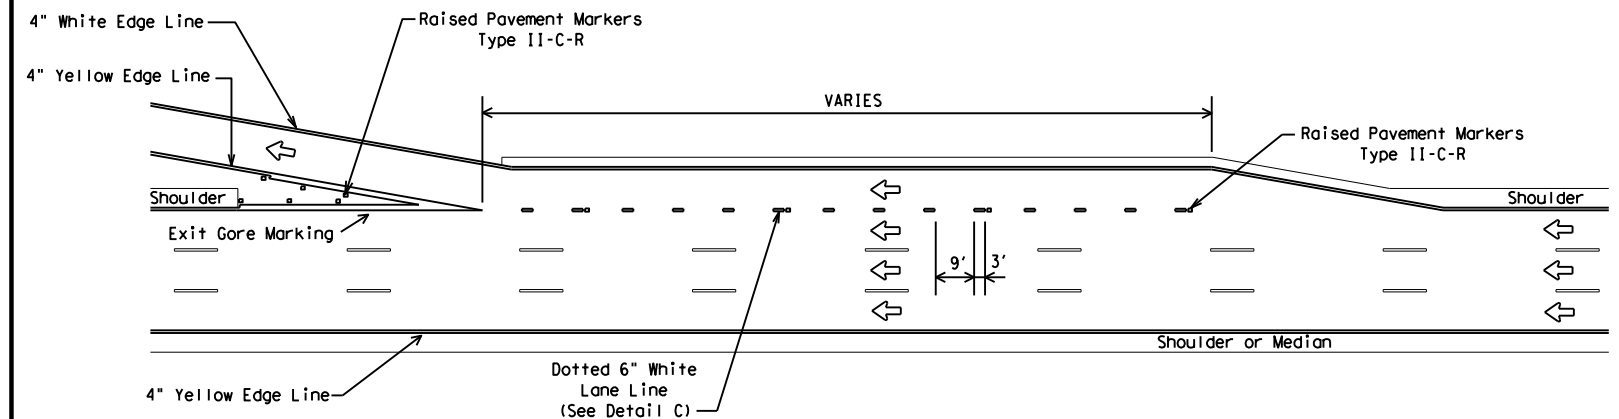 4" White Edge Line
Raised Pavement Markers
Type II-C-R
4" Yellow Edge Line
VARIES
Raised Pavement Markers
Type II-C-R
Shoulder
Shoulder
Exit Gore Marking
9'
3'
Shoulder or Median
4" Yellow Edge Line
Dotted 6" White
Lane Line
(See Detail C)